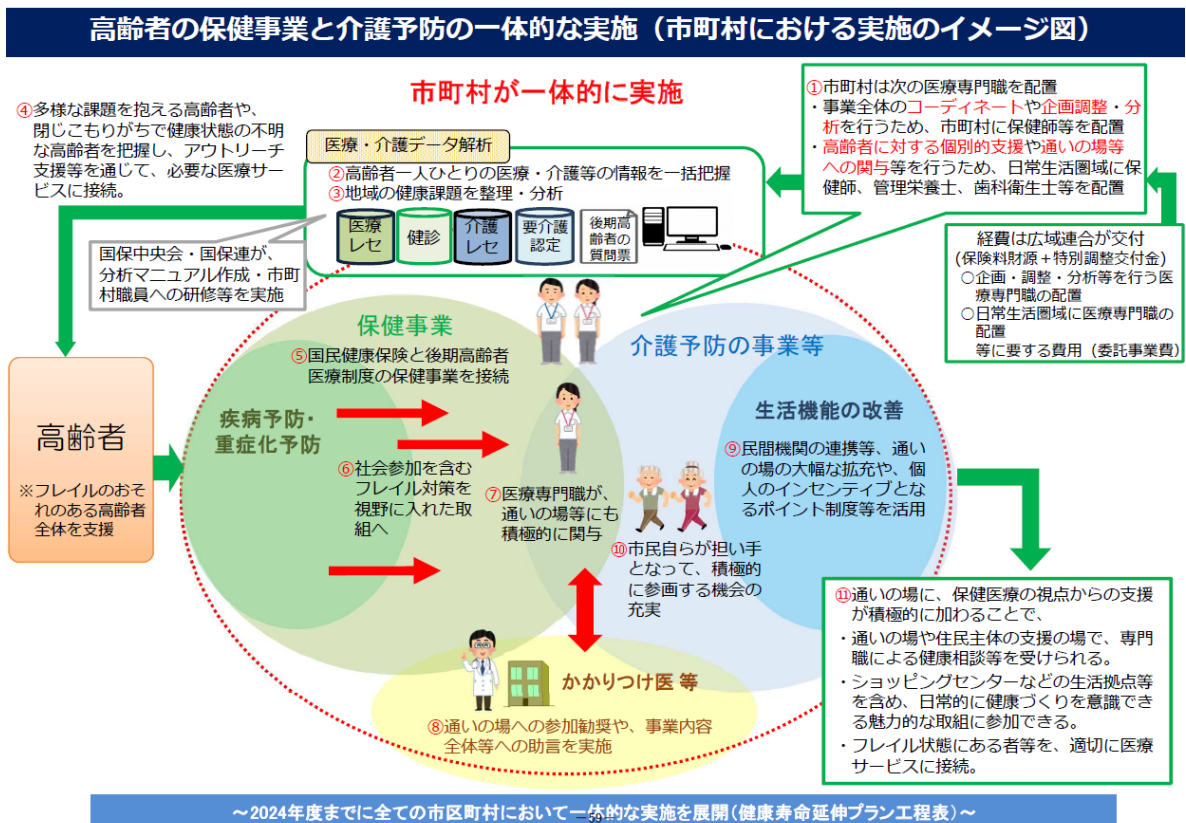 高齢者の保健事業と介護予防の一体的な実施（市町村における実施のイメージ図）
市町村が一体的に実施
④多様な課題を抱える高齢者や、
閉じこもりがちで健康状態の不明
な高齢者を把握し、アウトリーチ
支援等を通じて、必要な医療サー
ビスに接続。
医療・介護データ解析
②高齢者一人ひとりの医療・介護等の情報を一括把握
③地域の健康課題を整理・分析
医療
レセ
健診
介護
レセ
要介護
認定
後期高
齢者の
質問票
①市町村は次の医療専門職を配置
・事業全体のコーディネートや企画調整・分
析を行うため、市町村に保健師等を配置
・高齢者に対する個別的支援や通いの場等
への関与等を行うため、日常生活圏域に保
健師、管理栄養士、歯科衛生士等を配置
経費は広域連合が交付
(保険料財源＋特別調整交付金)
○企画・調整・分析等を行う医
療専門職の配置
○日常生活圏域に医療専門職の
配置
等に要する費用（委託事業費）
国保中央会・国保連が、
分析マニュアル作成・市町
村職員への研修等を実施
高齢者
※フレイルのおそ
れのある高齢者
全体を支援
保健事業
⑤国民健康保険と後期高齢者
医療制度の保健事業を接続
疾病予防・
重症化予防
⑥社会参加を含む
フレイル対策を
視野に入れた取
組へ
⑦医療専門職が、
通いの場等にも
積極的に関与
介護予防の事業等
生活機能の改善
⑨民間機関の連携等、通い
の場の大幅な拡充や、個
人のインセンティブとな
るポイント制度等を活用
⑩市民自らが担い手
となって、積極的
に参画する機会の
充実
かかりつけ医 等
⑧通いの場への参加勧奨や、事業内容
全体等への助言を実施
⑪通いの場に、保健医療の視点からの支援
が積極的に加わることで、
・通いの場や住民主体の支援の場で、専門
職による健康相談等を受けられる。
・ショッピングセンターなどの生活拠点等
を含め、日常的に健康づくりを意識でき
る魅力的な取組に参加できる。
・フレイル状態にある者等を、適切に医療
サービスに接続。
～2024年度までに全ての市区町村において一体的な実施を展開(健康寿命延伸プラン工程表)～
―59―